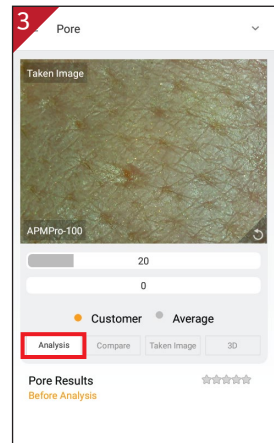 3
Pore
Taken Image
APMPro-100
20
0
Customer Average
Analysis Compare Taken Image 3D
Pore Results
Before Analysis